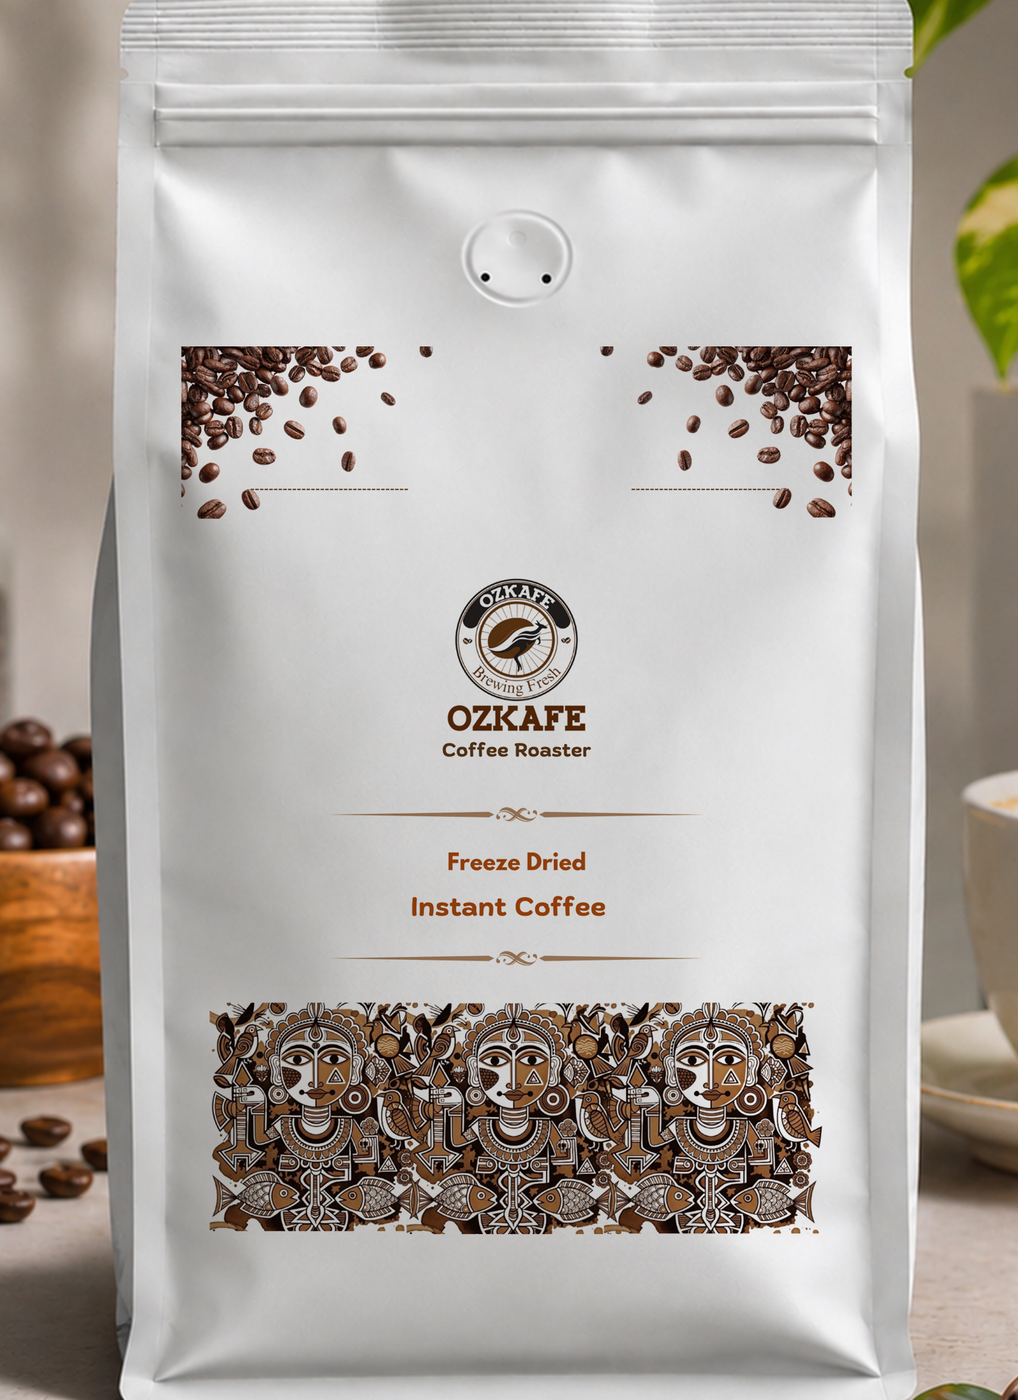 OZKAFE
Brewing Fresh
OZKAFE
Coffee Roaster
Freeze Dried
Instant Coffee